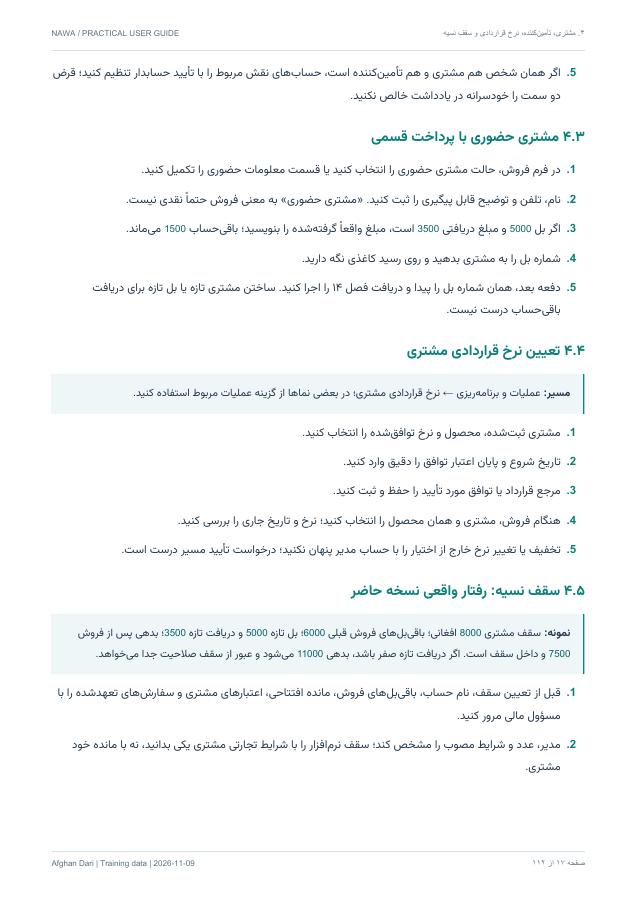 NAWA / PRACTICAL USER GUIDE
۴. مشتری، تأمین‌کننده، نرخ قراردادی و سقف نسیه
5. اگر همان شخص هم مشتری و هم تأمین‌کننده است، حساب‌های نقش مربوط را با تأیید حسابدار تنظیم کنید؛ قرض
دو سمت را خودسرانه در یادداشت خالص نکنید.
۴.۳ مشتری حضوری با پرداخت قسمی
1. در فرم فروش، حالت مشتری حضوری را انتخاب کنید یا قسمت معلومات حضوری را تکمیل کنید.
2. نام، تلفن و توضیح قابل پیگیری را ثبت کنید. «مشتری حضوری» به معنی فروش حتماً نقدی نیست.
3. اگر بل 5000 و مبلغ دریافتی 3500 است، مبلغ واقعاً گرفته‌شده را بنویسید؛ باقی‌حساب 1500 می‌ماند.
4. شماره بل را به مشتری بدهید و روی رسید کاغذی نگه دارید.
5. دفعه بعد، همان شماره بل را پیدا و دریافت فصل ۱۴ را اجرا کنید. ساختن مشتری تازه یا بل تازه برای دریافت
باقی‌حساب درست نیست.
۴.۴ تعیین نرخ قراردادی مشتری
مسیر: عملیات و برنامه‌ریزی ← نرخ قراردادی مشتری؛ در بعضی نماها از گزینه عملیات مربوط استفاده کنید.
1. مشتری ثبت‌شده، محصول و نرخ توافق‌شده را انتخاب کنید.
2. تاریخ شروع و پایان اعتبار توافق را دقیق وارد کنید.
3. مرجع قرارداد یا توافق مورد تأیید را حفظ و ثبت کنید.
4. هنگام فروش، مشتری و همان محصول را انتخاب کنید؛ نرخ و تاریخ جاری را بررسی کنید.
5. تخفیف یا تغییر نرخ خارج از اختیار را با حساب مدیر پنهان نکنید؛ درخواست تأیید مسیر درست است.
۴.۵ سقف نسیه: رفتار واقعی نسخه حاضر
نمونه: سقف مشتری 8000 افغانی؛ باقی‌بل‌های فروش قبلی 6000؛ بل تازه 5000 و دریافت تازه 3500؛ بدهی پس از فروش
7500 و داخل سقف است. اگر دریافت تازه صفر باشد، بدهی 11000 می‌شود و عبور از سقف صلاحیت جدا می‌خواهد.
1. قبل از تعیین سقف، نام حساب، باقی‌بل‌های فروش، مانده افتتاحی، اعتبارهای مشتری و سفارش‌های تعهدشده را با
مسؤول مالی مرور کنید.
2. مدیر، عدد و شرایط مصوب را مشخص کند؛ سقف نرم‌افزار را با شرایط تجارتی مشتری یکی بدانید، نه با مانده خود
مشتری.
Afghan Dari | Training data | 2026-11-09
صفحه ۱۷ از ۱۱۲